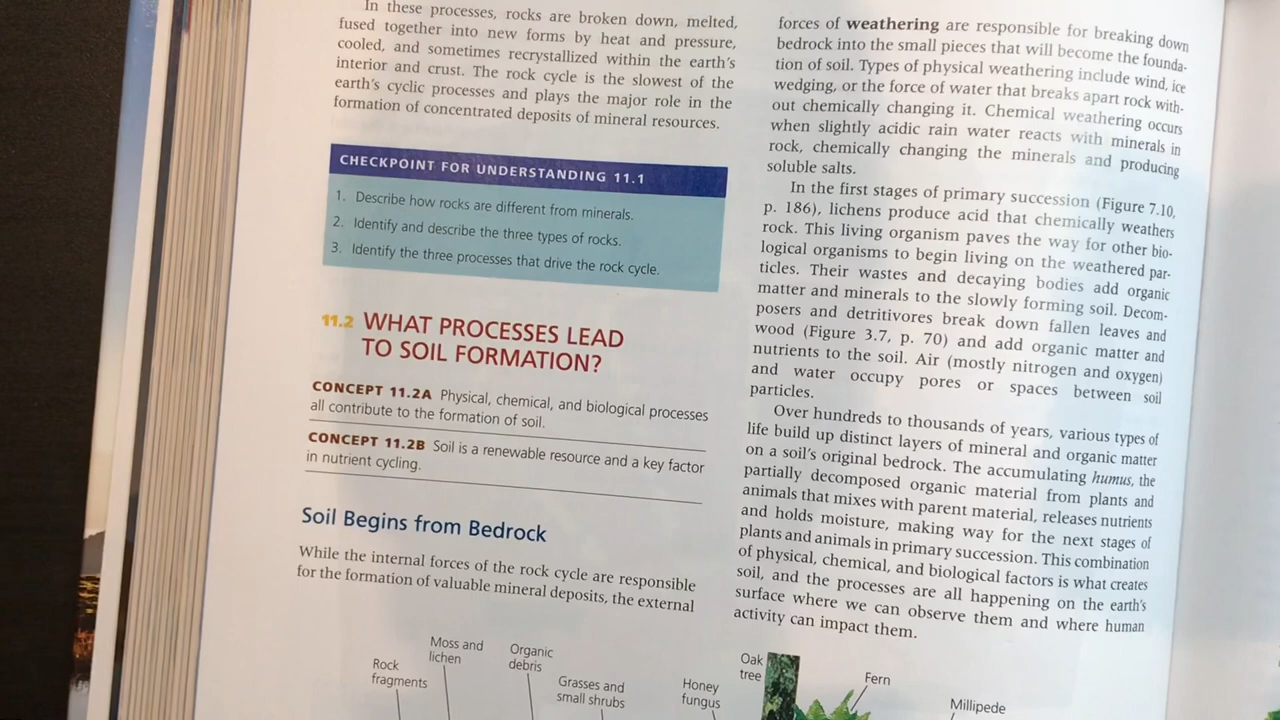 In these processes, rocks are broken down, melted,
fused together into new forms by heat and pressure,
cooled, and sometimes recrystallized within the earth's
interior and crust. The rock cycle is the slowest of the
earth's cyclic processes and plays the major role in the
formation of concentrated deposits of mineral resources.
CHECKPOINT FOR UNDERSTANDING 11.1
1. Describe how rocks are different from minerals.
2. Identify and describe the three types of rocks.
3. Identify the three processes that drive the rock cycle.
11.2 WHAT PROCESSES LEAD
TO SOIL FORMATION?
CONCEPT 11.2A Physical, chemical, and biological processes
all contribute to the formation of soil.
CONCEPT 11.2B Soil is a renewable resource and a key factor
in nutrient cycling.
Soil Begins from Bedrock
While the internal forces of the rock cycle are responsible
for the formation of valuable mineral deposits, the external
forces of weathering are responsible for breaking down
bedrock into the small pieces that will become the founda-
tion of soil. Types of physical weathering include wind, ice
wedging, or the force of water that breaks apart rock with-
out chemically changing it. Chemical weathering occurs
when slightly acidic rain water reacts with minerals in
rock, chemically changing the minerals and producing
soluble salts.
In the first stages of primary succession (Figure 7.10,
p. 186), lichens produce acid that chemically weathers
rock. This living organism paves the way for other bio-
logical organisms to begin living on the weathered par-
ticles. Their wastes and decaying bodies add organic
matter and minerals to the slowly forming soil. Decom-
posers and detritivores break down fallen leaves and
wood (Figure 3.7, p. 70) and add organic matter and
nutrients to the soil. Air (mostly nitrogen and oxygen)
and water occupy pores or spaces between soil
particles.
Over hundreds to thousands of years, various types of
life build up distinct layers of mineral and organic matter
on a soil's original bedrock. The accumulating humus, the
partially decomposed organic material from plants and
animals that mixes with parent material, releases nutrients
and holds moisture, making way for the next stages of
plants and animals in primary succession. This combination
of physical, chemical, and biological factors is what creates
soil, and the processes are all happening on the earth's
surface where we can observe them and where human
activity can impact them.
Rock
fragments
Moss and
lichen
Organic
debris
Grasses and
small shrubs
Honey
fungus
Oak
tree
Fern
Millipede